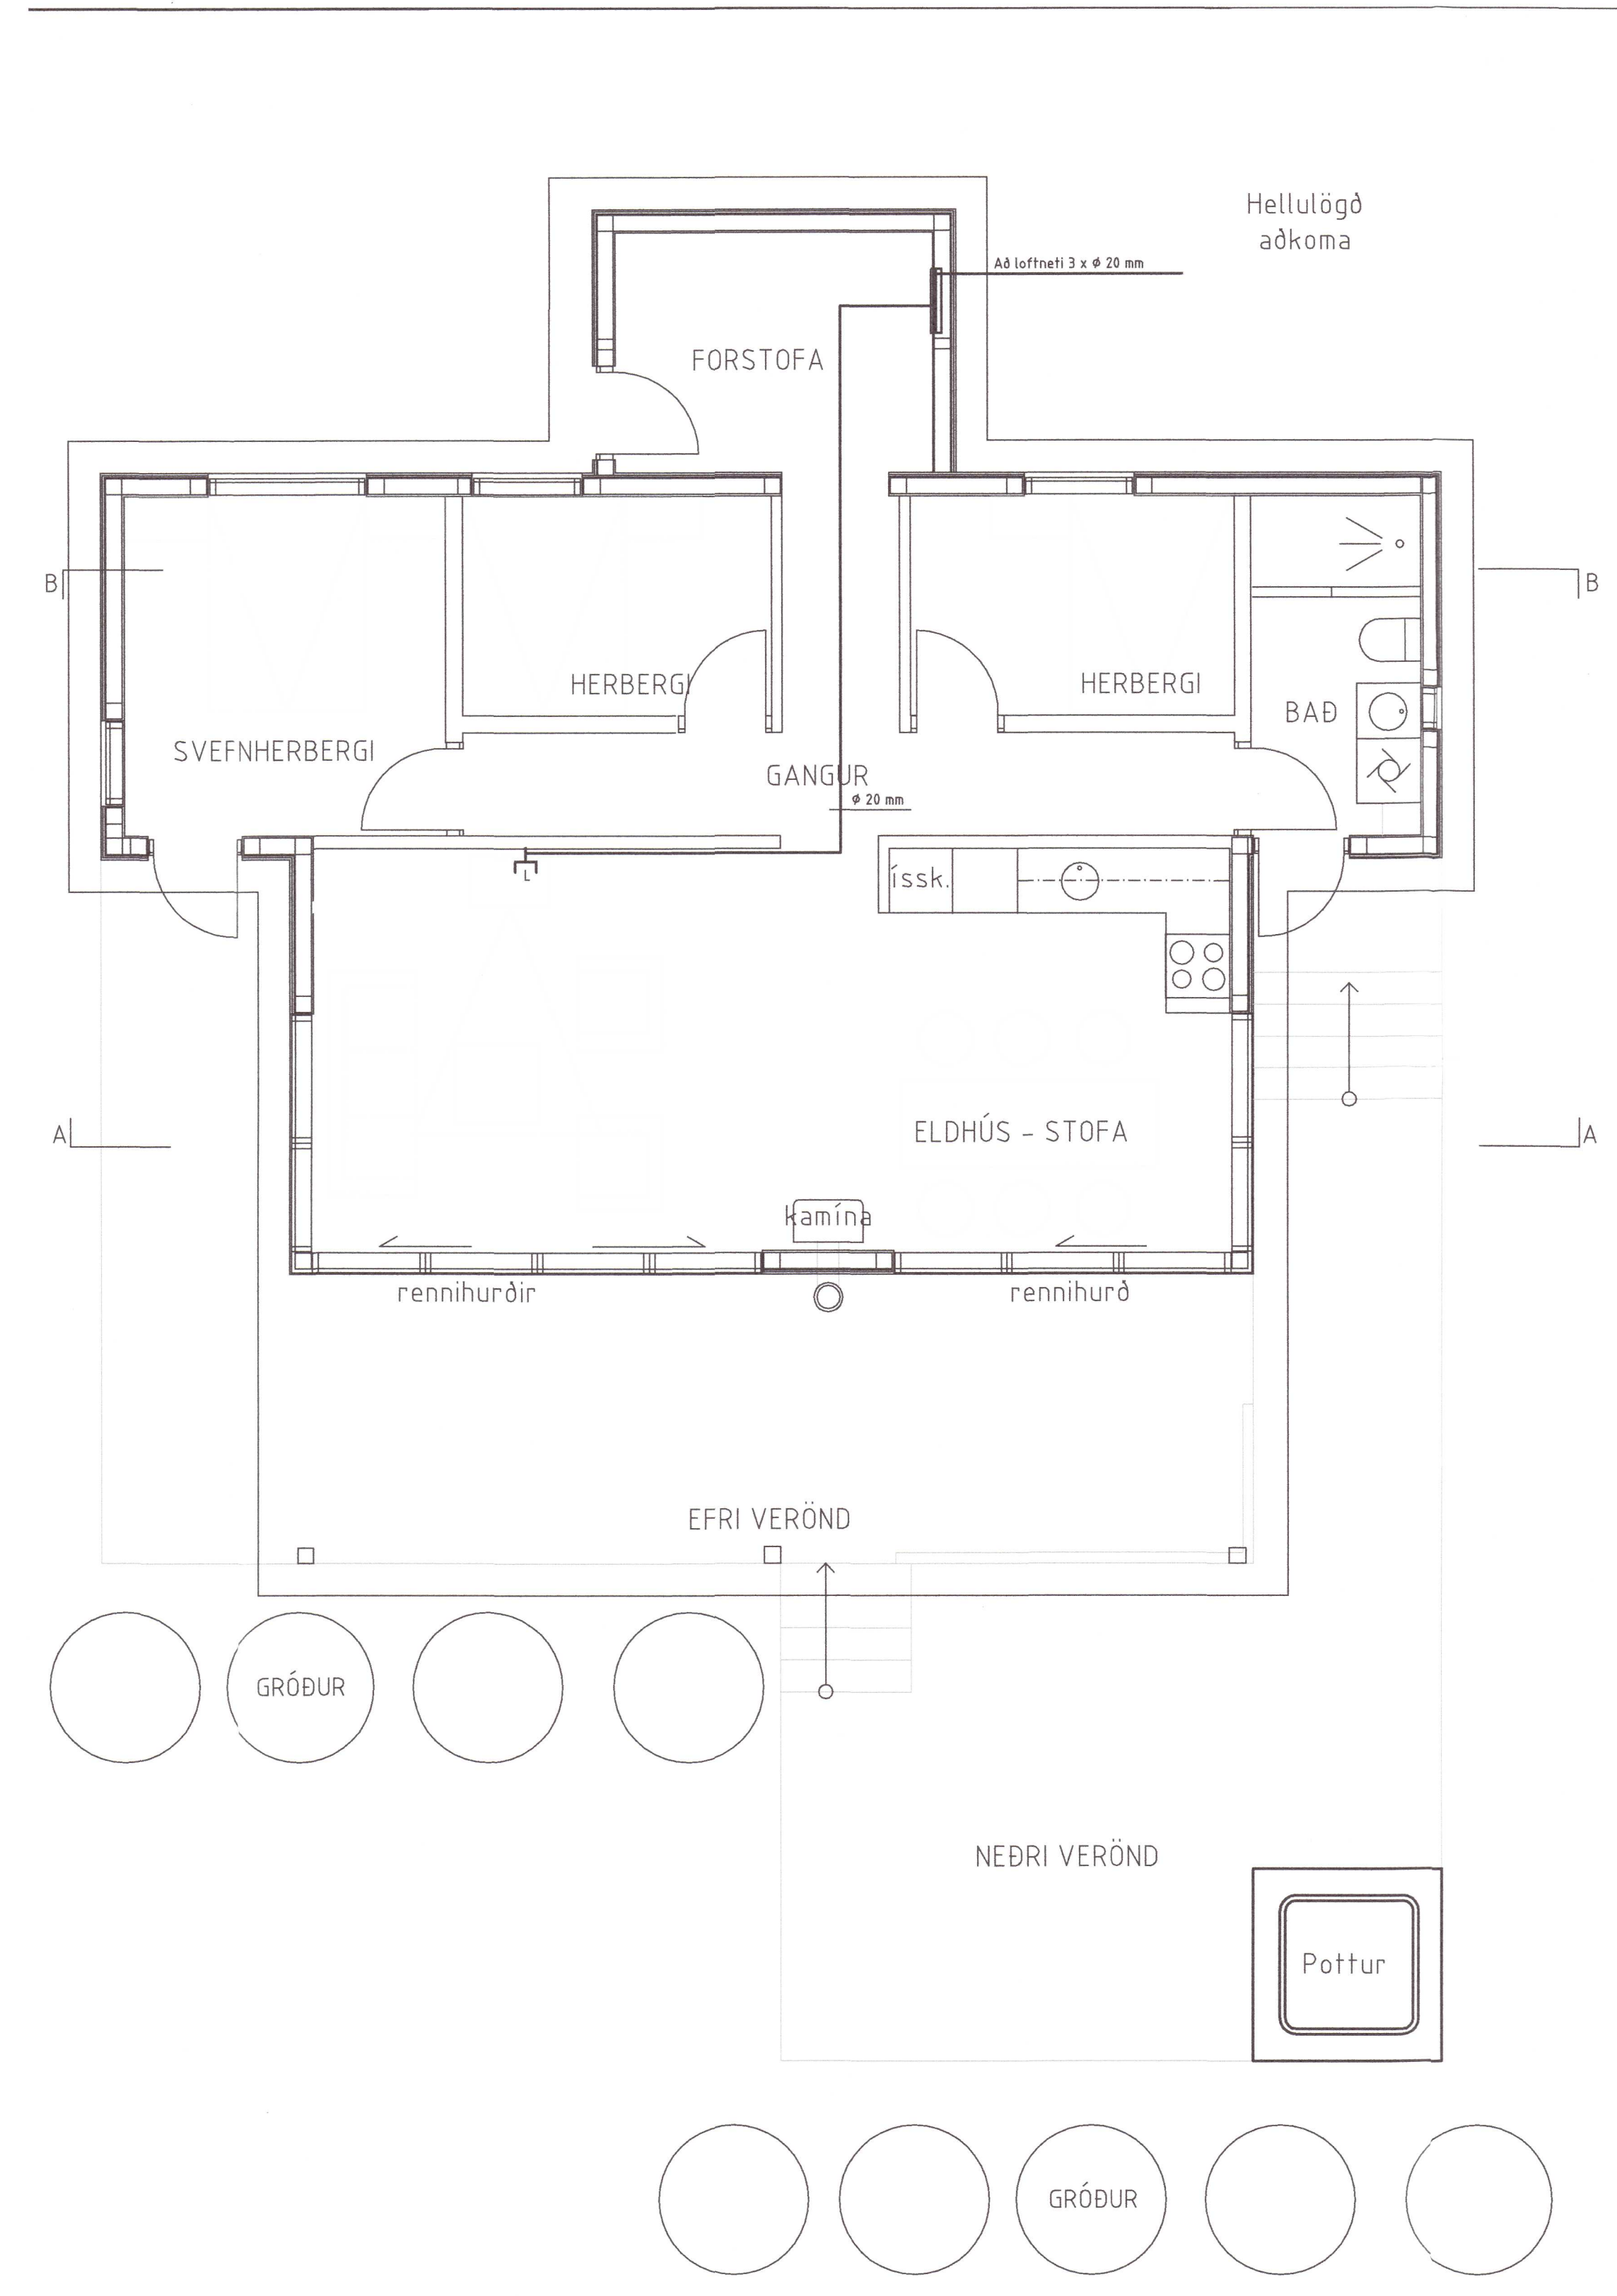 Hellulögð
aðkoma
Að loftneti 3 x ø 20 mm
FORSTOFA
B
B
HERBERGI
HERBERGI
BAÐ
SVEFNHERBERGI
GANGUR
ø 20 mm
L
íssk.
A
ELDHÚS - STOFA
A
kamína
rennihurðir
rennihurð
EFRI VERÖND
GRÓÐUR
NEÐRI VERÖND
Pottur
GRÓÐUR